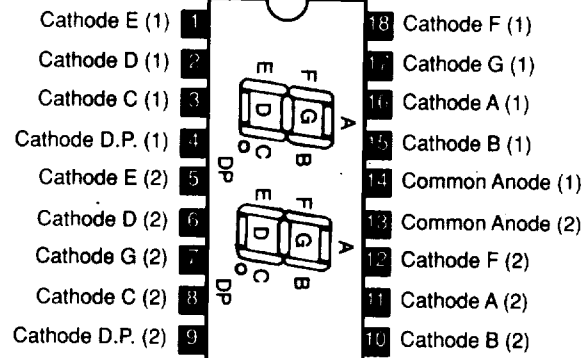 Cathode E (1) 1
Cathode D (1) 2
Cathode C (1) 3
Cathode D.P. (1) 4
Cathode E (2) 5
Cathode D (2) 6
Cathode G (2) 7
Cathode C (2) 8
Cathode D.P. (2) 9
E F
D G A
C B
DP
E F
D G A
C B
DP
18 Cathode F (1)
17 Cathode G (1)
16 Cathode A (1)
15 Cathode B (1)
14 Common Anode (1)
13 Common Anode (2)
12 Cathode F (2)
11 Cathode A (2)
10 Cathode B (2)